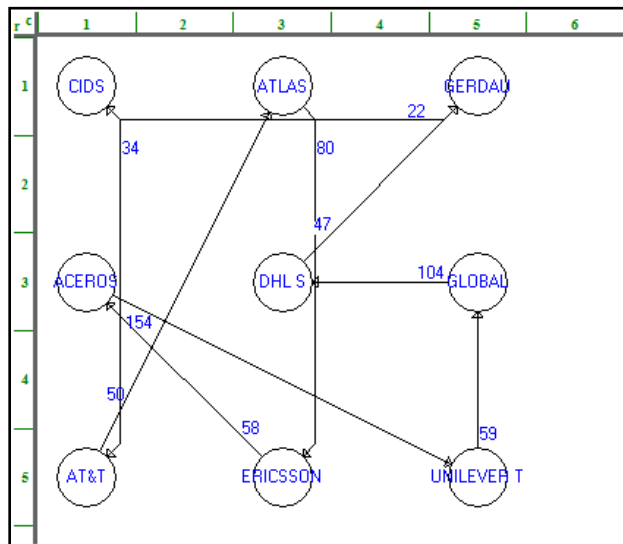 r c 1 2 3 4 5 6
1 CIDS ATLAS GERDAU
22
34 80
2
47
3 ACEROS DHL S 104 GLOBAL
154
4 50
58 59
5 AT&T ERICSSON UNILEVER T